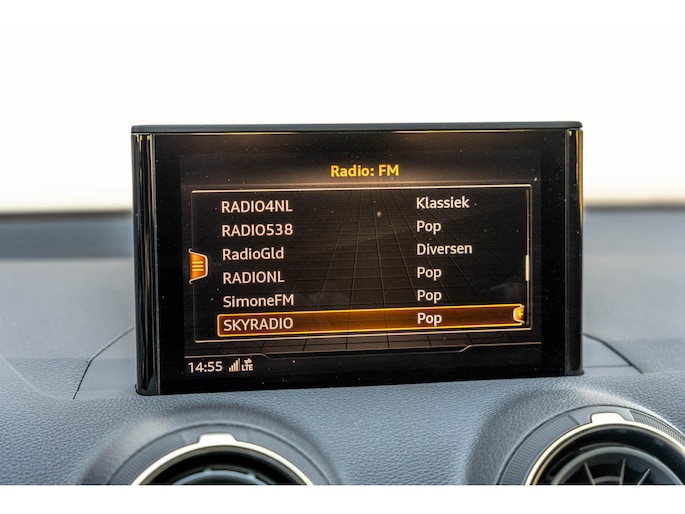 Radio: FM
RADIO4NL Klassiek
RADIO538 Pop
RadioGld Diversen
RADIONL Pop
SimoneFM Pop
SKYRADIO Pop
14:55 LTE